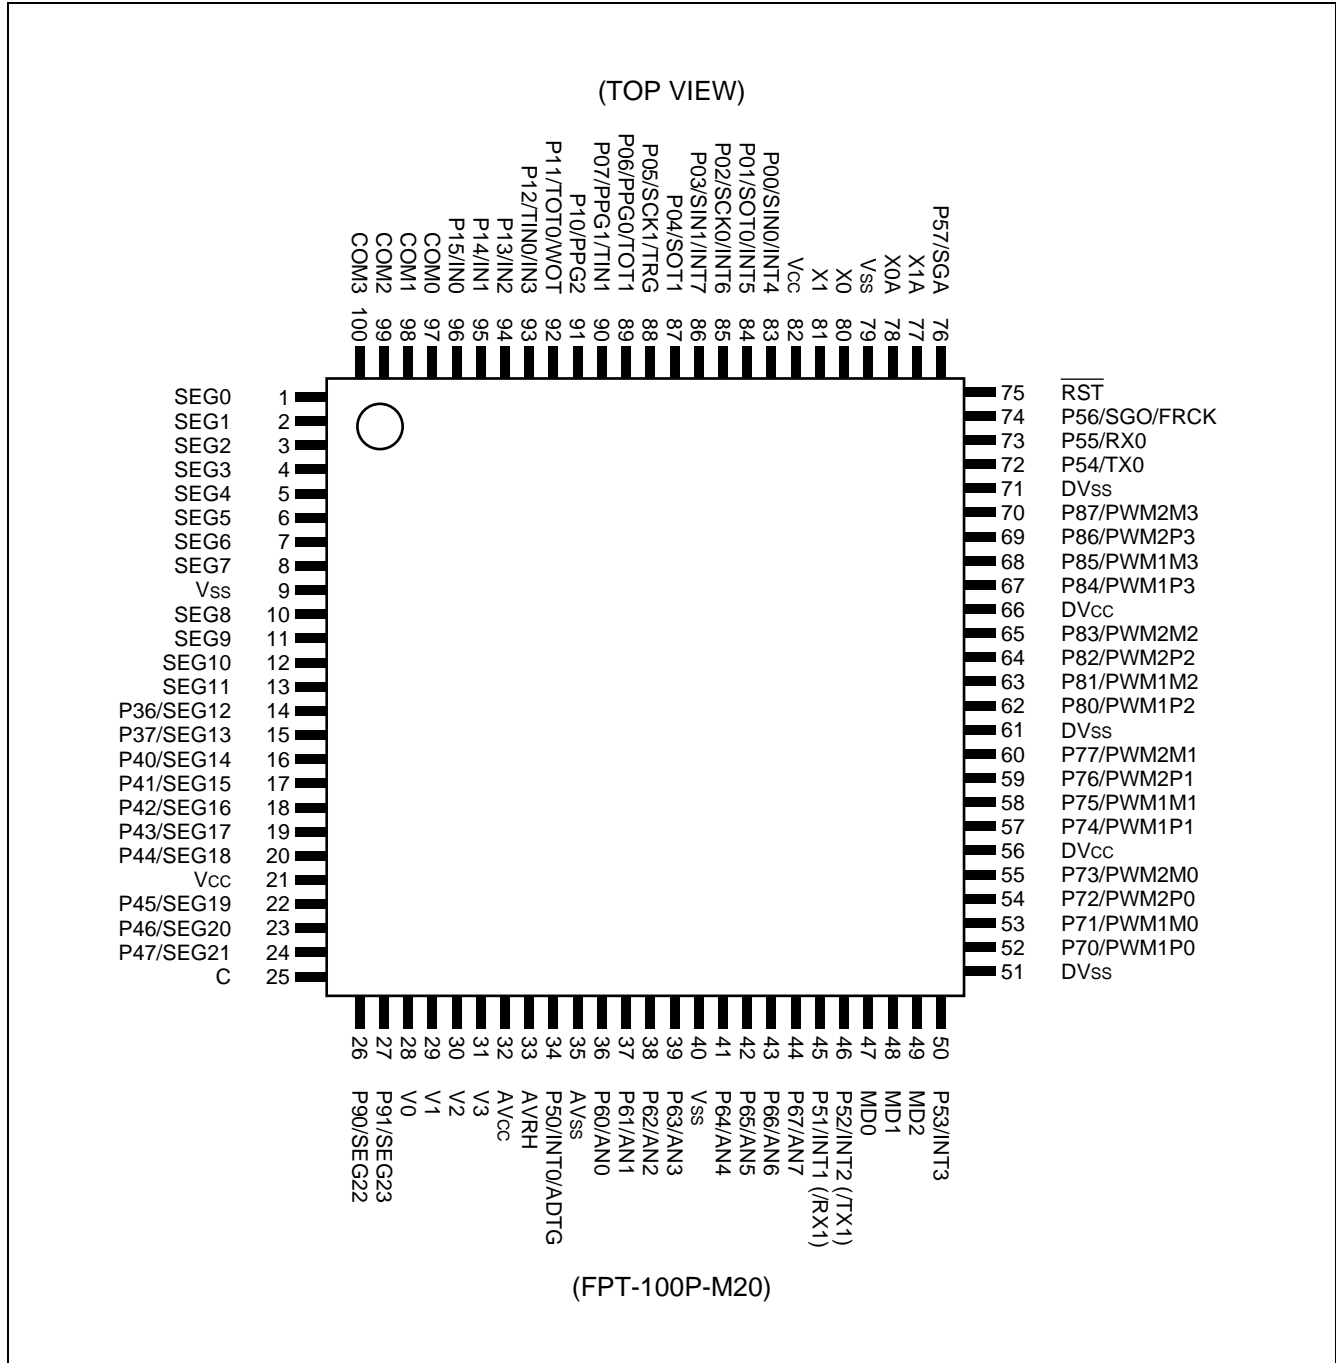 (TOP VIEW)
COM3 100
COM2 99
COM1 98
COM0 97
P15/IN0 96
P14/IN1 95
P13/IN2 94
P12/TIN0/IN3 93
P11/TOT0/WOT 92
P10/PPG2 91
P07/PPG1/TIN1 90
P06/PPG0/TOT1 89
P05/SCK1/TRG 88
P04/SOT1 87
P03/SIN1/INT7 86
P02/SCK0/INT6 85
P01/SOT0/INT5 84
P00/SIN0/INT4 83
Vcc 82
X1 81
X0 80
Vss 79
X0A 78
X1A 77
P57/SGA 76
SEG0 1
SEG1 2
SEG2 3
SEG3 4
SEG4 5
SEG5 6
SEG6 7
SEG7 8
Vss 9
SEG8 10
SEG9 11
SEG10 12
SEG11 13
P36/SEG12 14
P37/SEG13 15
P40/SEG14 16
P41/SEG15 17
P42/SEG16 18
P43/SEG17 19
P44/SEG18 20
Vcc 21
P45/SEG19 22
P46/SEG20 23
P47/SEG21 24
C 25
75 RST
74 P56/SGO/FRCK
73 P55/RX0
72 P54/TX0
71 DVss
70 P87/PWM2M3
69 P86/PWM2P3
68 P85/PWM1M3
67 P84/PWM1P3
66 DVcc
65 P83/PWM2M2
64 P82/PWM2P2
63 P81/PWM1M2
62 P80/PWM1P2
61 DVss
60 P77/PWM2M1
59 P76/PWM2P1
58 P75/PWM1M1
57 P74/PWM1P1
56 DVcc
55 P73/PWM2M0
54 P72/PWM2P0
53 P71/PWM1M0
52 P70/PWM1P0
51 DVss
26 P90/SEG22
27 P91/SEG23
28 V0
29 V1
30 V2
31 V3
32 AVcc
33 AVRH
34 P50/INT0/ADTG
35 AVss
36 P60/AN0
37 P61/AN1
38 P62/AN2
39 P63/AN3
40 Vss
41 P64/AN4
42 P65/AN5
43 P66/AN6
44 P67/AN7
45 P51/INT1 (/RX1)
46 P52/INT2 (/TX1)
47 MD0
48 MD1
49 MD2
50 P53/INT3
(FPT-100P-M20)